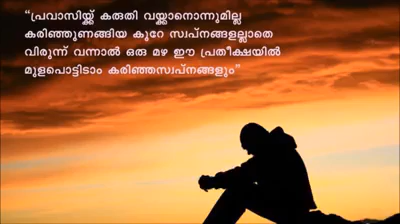 “പ്രവാസിയ്ക്ക് കരുതി വയ്ക്കാനൊന്നുമില്ല
കരിഞ്ഞുണങ്ങിയ കുറേ സ്വപ്നങ്ങളല്ലാതെ
വിരുന്ന് വന്നാൽ ഒരു മഴ ഈ പ്രതീക്ഷയിൽ
മുളപൊട്ടിടാം കരിഞ്ഞസ്വപ്നങ്ങളും”